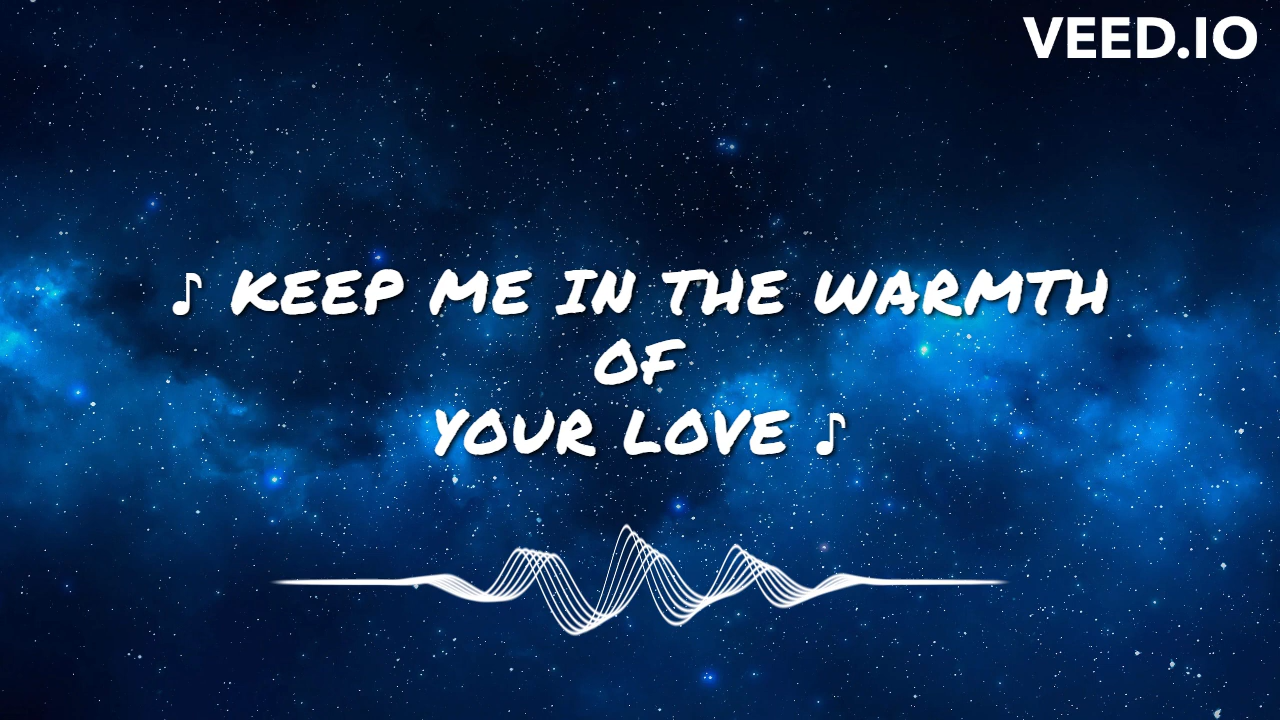 VEED.IO
♪ KEEP ME IN THE WARMTH
OF
YOUR LOVE ♪